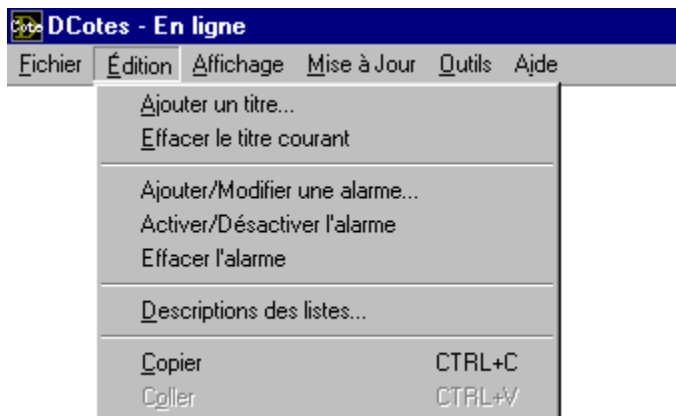 Cote DCotes - En ligne
Fichier Édition Affichage Mise à Jour Outils Aide
Ajouter un titre...
Effacer le titre courant
Ajouter/Modifier une alarme...
Activer/Désactiver l'alarme
Effacer l'alarme
Descriptions des listes...
Copier CTRL+C
Coller CTRL+V